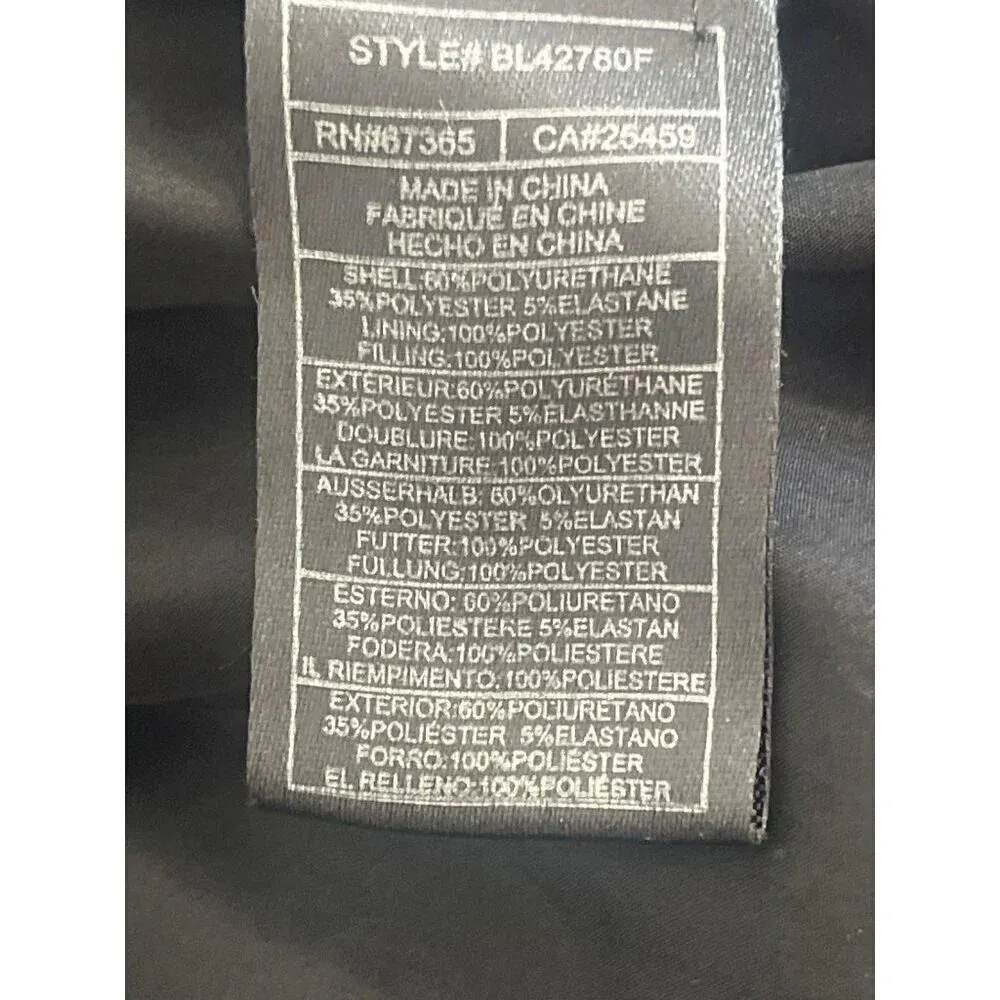 STYLE# BL42780F
RN#67365 CA#25459
MADE IN CHINA
FABRIQUÉ EN CHINE
HECHO EN CHINA
SHELL:60%POLYURETHANE
35%POLYESTER 5%ELASTANE
LINING:100%POLYESTER
FILLING:100%POLYESTER
EXTÉRIEUR:60%POLYURÉTHANE
35%POLYESTER 5%ELASTHANNE
DOUBLURE:100%POLYESTER
LA GARNITURE:100%POLYESTER
AUSSERHALB: 60%OLYURETHAN
35%POLYESTER 5%ELASTAN
FUTTER:100%POLYESTER
FÜLLUNG:100%POLYESTER
ESTERNO: 60%POLIURETANO
35%POLIESTERE 5%ELASTAN
FODERA:100%POLIESTERE
IL RIEMPIMENTO:100%POLIESTERE
EXTERIOR:60%POLIURETANO
35%POLIÉSTER 5%ELASTANO
FORRO:100%POLIÉSTER
EL RELLENO:100%POLIÉSTER